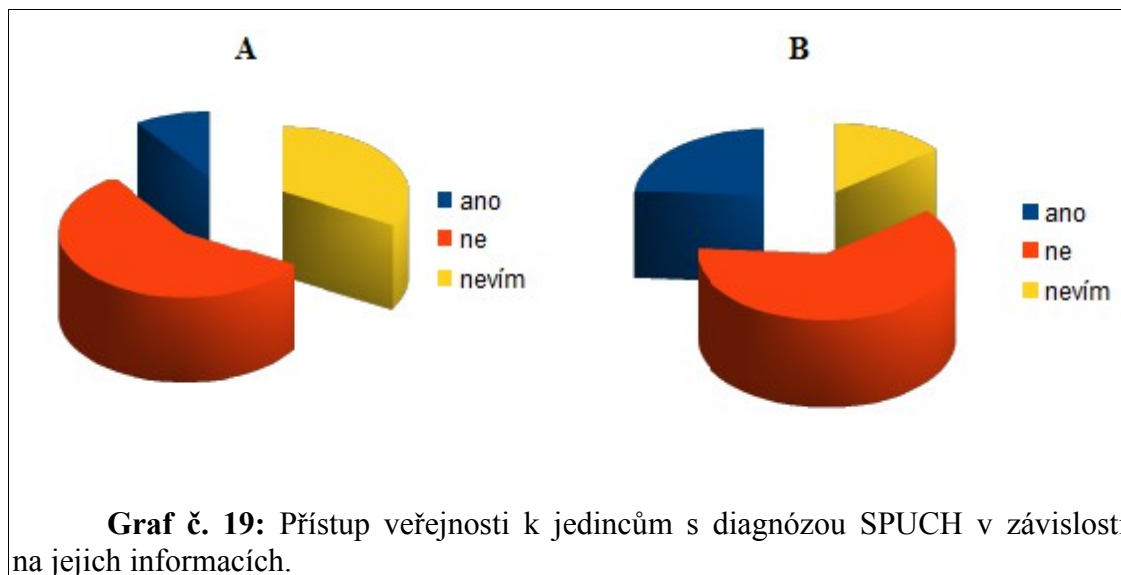 A
B
ano
ne
nevím
ano
ne
nevím
Graf č. 19: Přístup veřejnosti k jedincům s diagnózou SPUCH v závislosti
na jejich informacích.